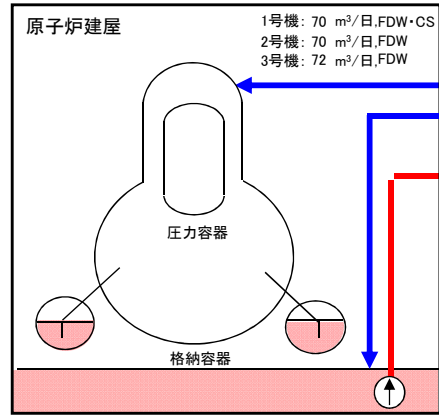 原子炉建屋
1号機: 70 m³/日,FDW・CS
2号機: 70 m³/日,FDW
3号機: 72 m³/日,FDW
圧力容器
格納容器